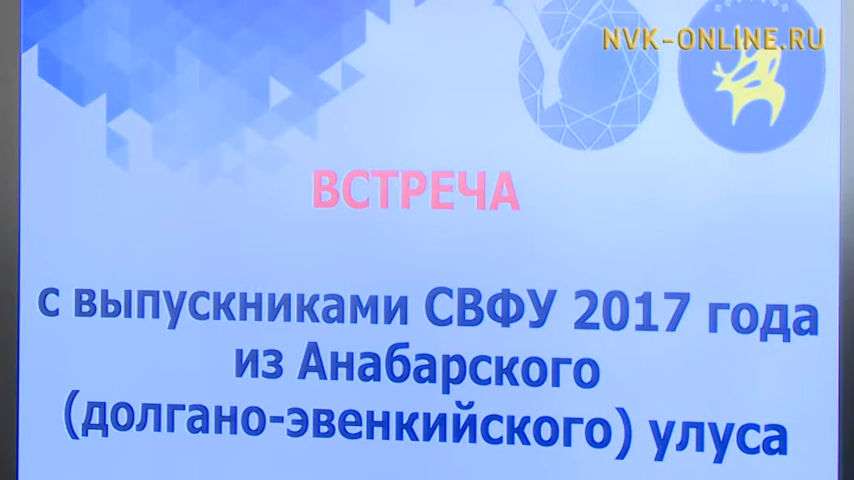 NVK-ONLINE.RU
ВСТРЕЧА
с выпускниками СВФУ 2017 года
из Анабарского
(долгано-эвенкийского) улуса